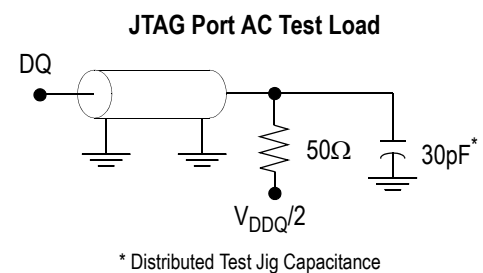 JTAG Port AC Test Load
DQ
50Ω
30pF*
VDDQ/2
* Distributed Test Jig Capacitance